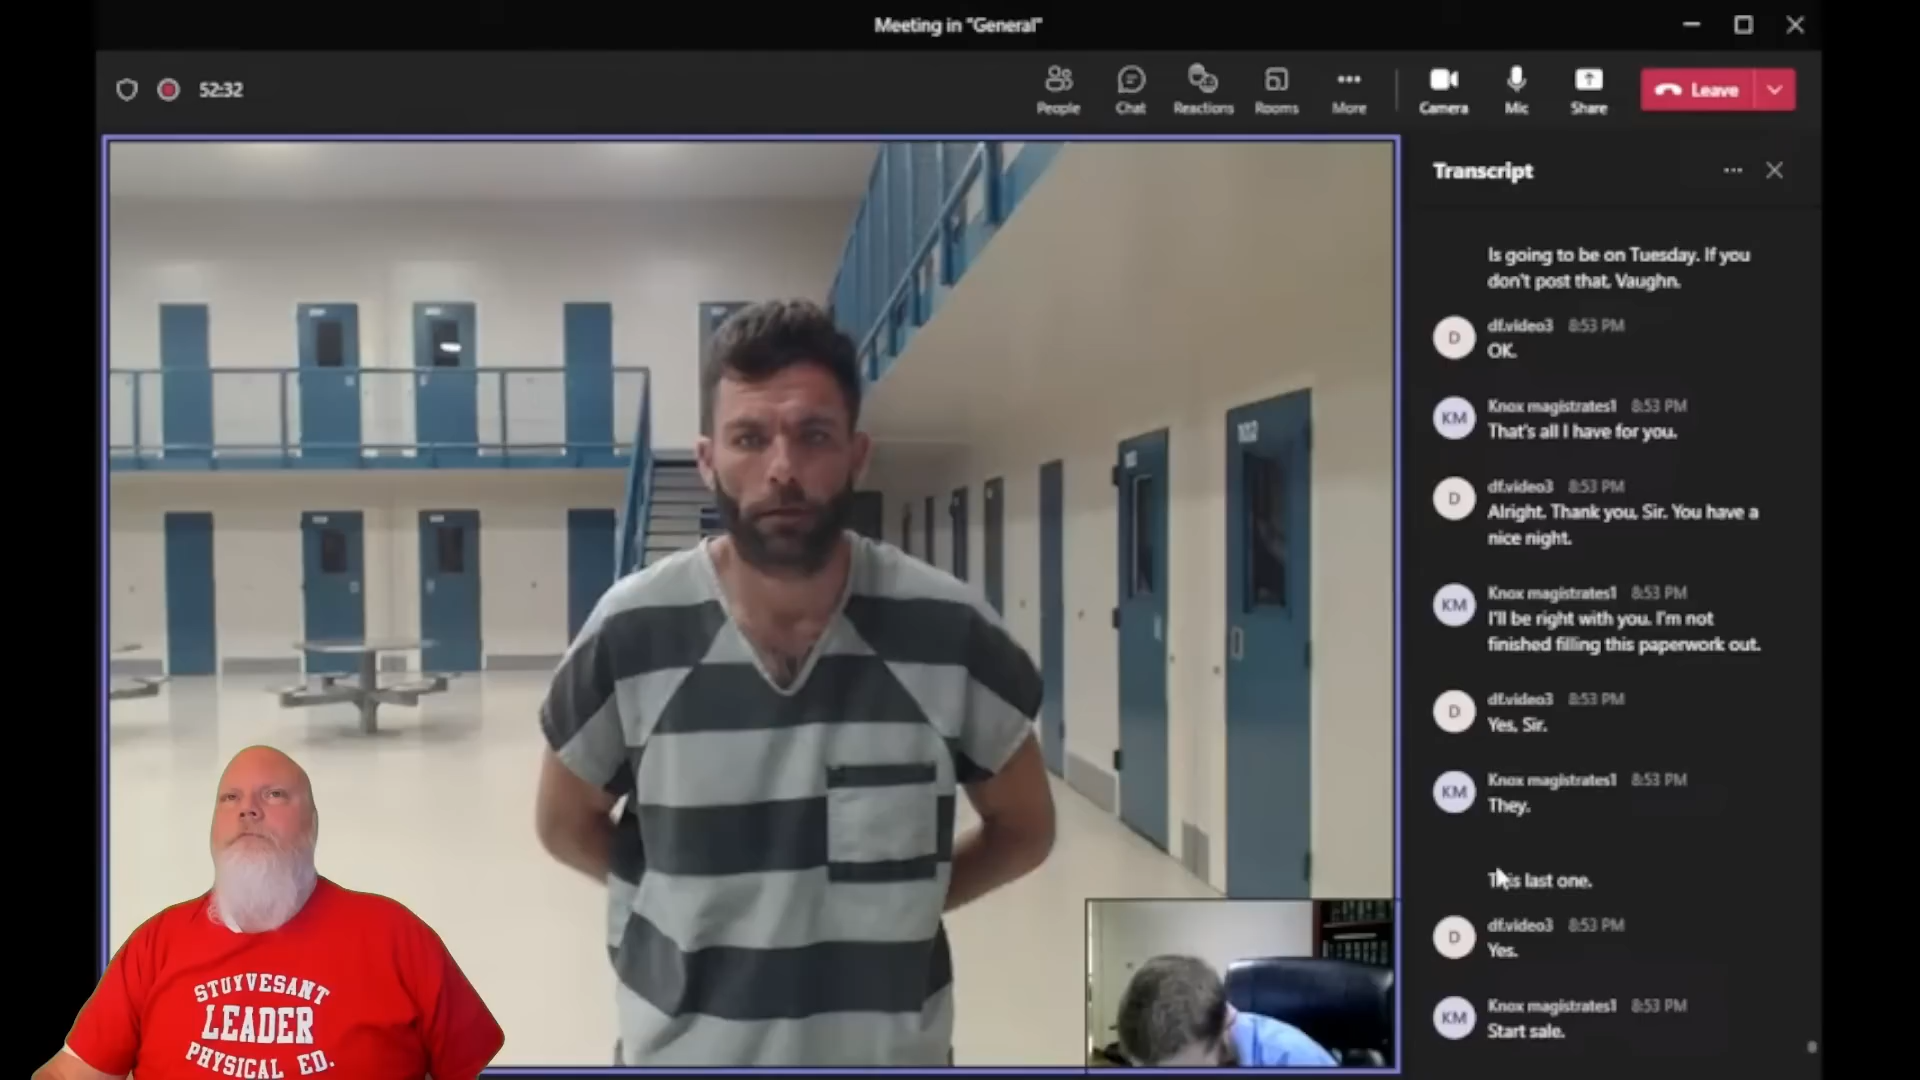 Meeting in "General"
52:32
People
Chat
Reactions
Rooms
More
Camera
Mic
Share
Leave
Transcript
Is going to be on Tuesday. If you
don't post that, Vaughn.
D
df.video3 8:53 PM
OK.
KM
Knox magistrates1 8:53 PM
That's all I have for you.
D
df.video3 8:53 PM
Alright. Thank you, Sir. You have a
nice night.
KM
Knox magistrates1 8:53 PM
I'll be right with you. I'm not
finished filling this paperwork out.
D
df.video3 8:53 PM
Yes, Sir.
KM
Knox magistrates1 8:53 PM
They.
This last one.
D
df.video3 8:53 PM
Yes.
KM
Knox magistrates1 8:53 PM
Start sale.
STUYVESANT
LEADER
PHYSICAL ED.